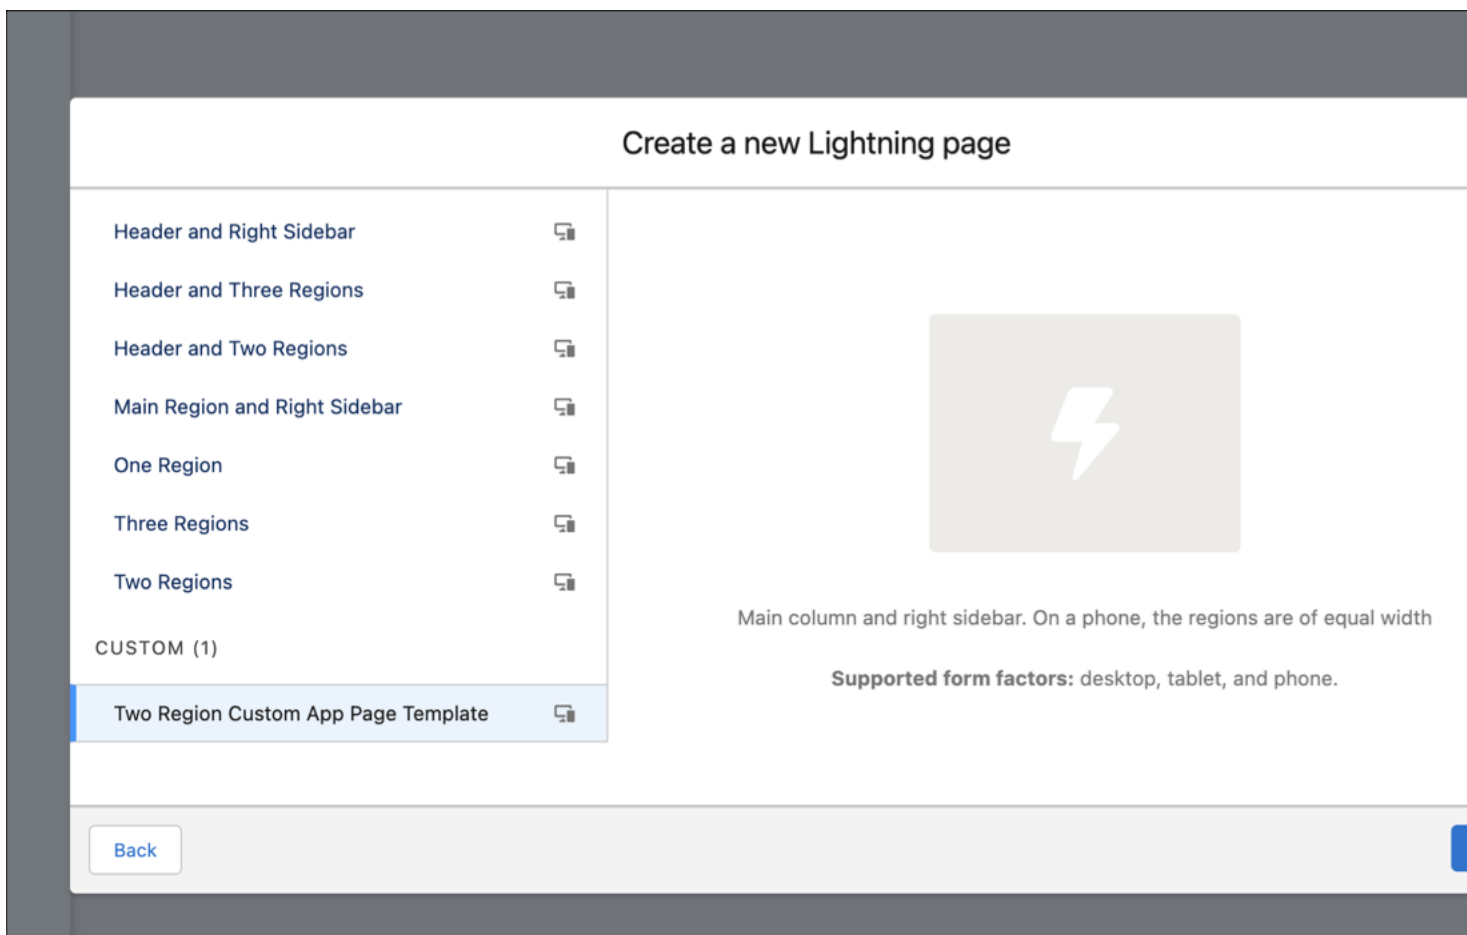 Create a new Lightning page
Header and Right Sidebar
Header and Three Regions
Header and Two Regions
Main Region and Right Sidebar
One Region
Three Regions
Two Regions
CUSTOM (1)
Two Region Custom App Page Template
Main column and right sidebar. On a phone, the regions are of equal width
Supported form factors: desktop, tablet, and phone.
Back